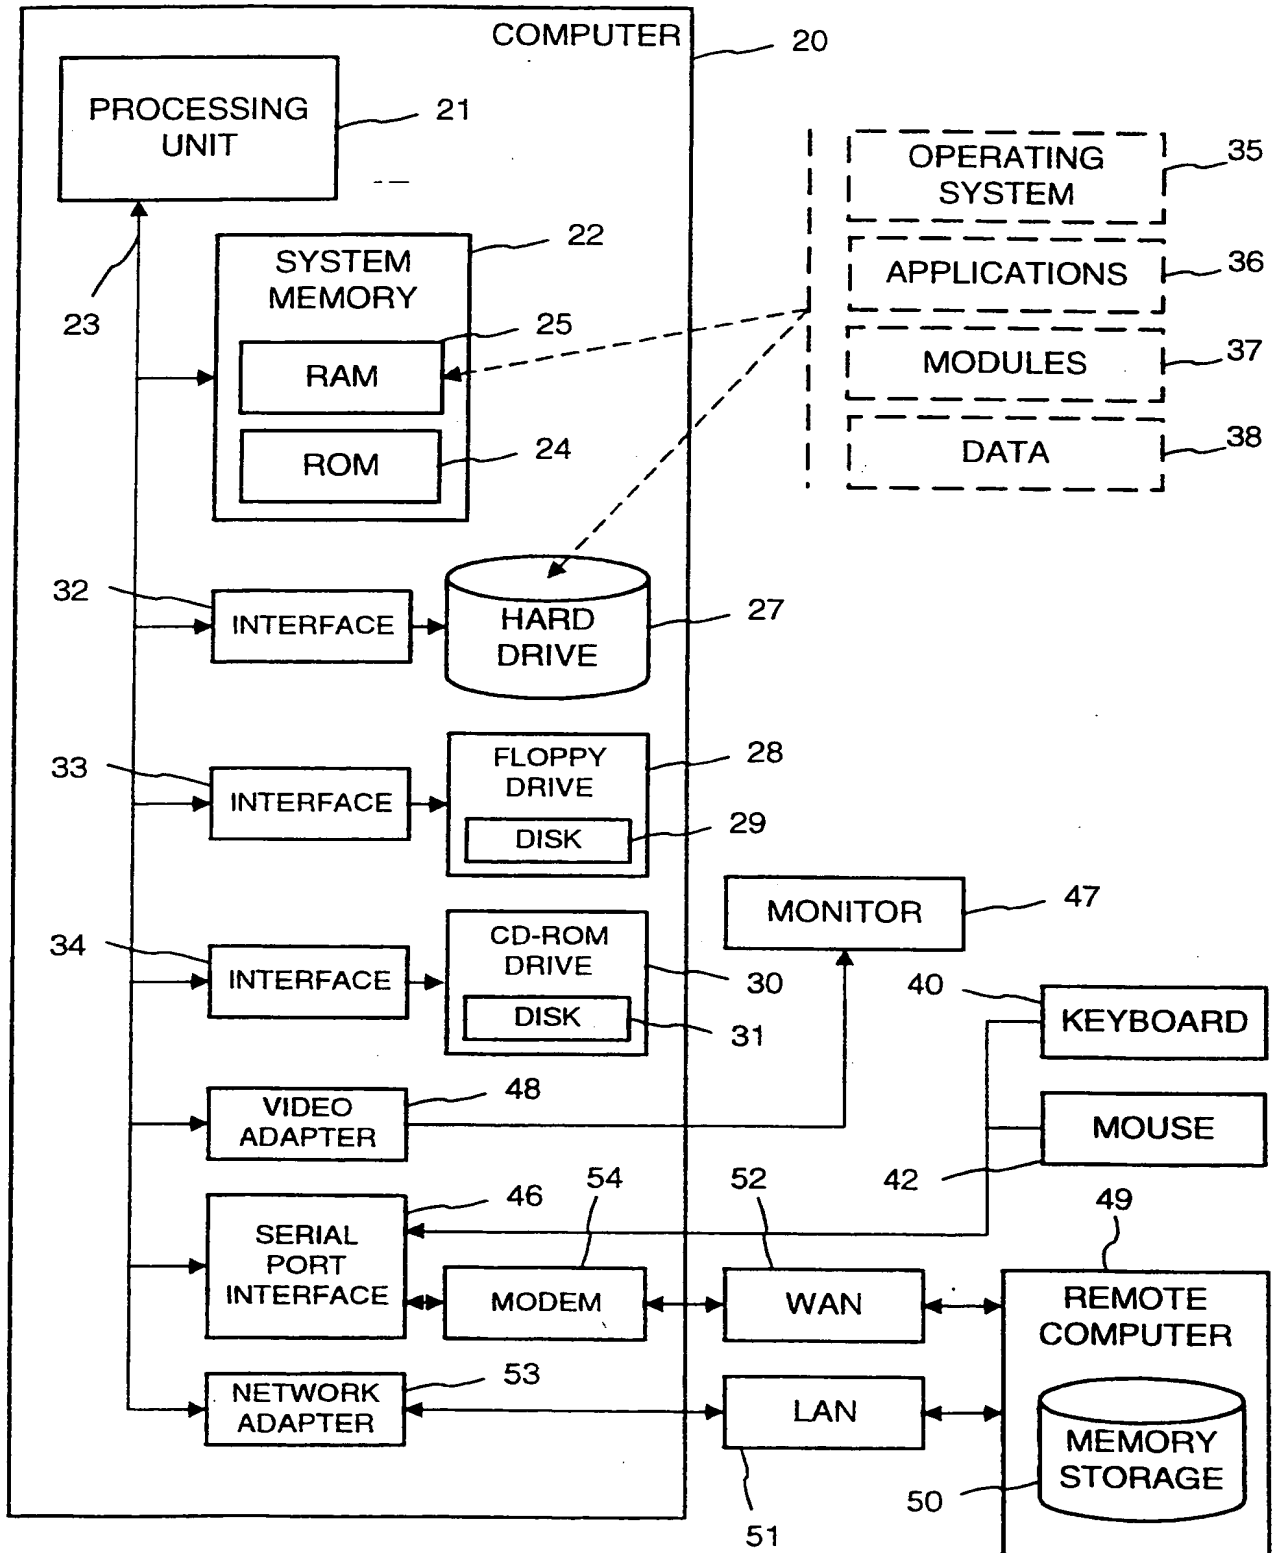 COMPUTER
20
PROCESSING
UNIT
21
23
SYSTEM
MEMORY
22
RAM
25
ROM
24
OPERATING
SYSTEM
35
APPLICATIONS
36
MODULES
37
DATA
38
32
INTERFACE
HARD
DRIVE
27
33
INTERFACE
FLOPPY
DRIVE
28
DISK
29
34
INTERFACE
CD-ROM
DRIVE
30
DISK
31
MONITOR
47
40
KEYBOARD
MOUSE
42
VIDEO
ADAPTER
48
SERIAL
PORT
INTERFACE
46
54
MODEM
52
WAN
49
REMOTE
COMPUTER
MEMORY
STORAGE
50
NETWORK
ADAPTER
53
LAN
51